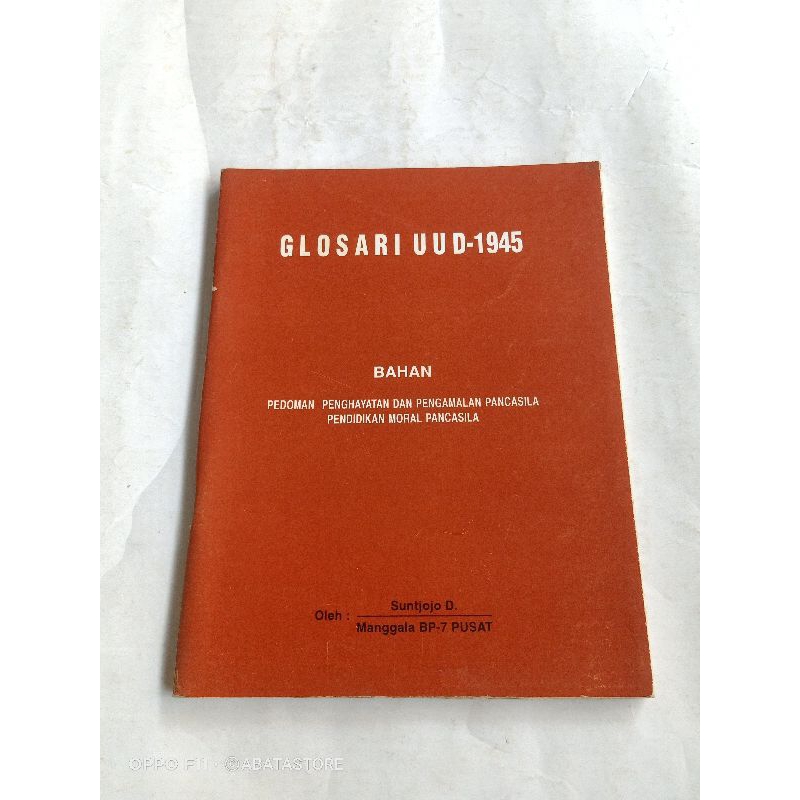 GLOSARI UUD-1945
BAHAN
PEDOMAN PENGHAYATAN DAN PENGAMALAN PANCASILA
PENDIDIKAN MORAL PANCASILA
Oleh : Suntjojo D.
Manggala BP-7 PUSAT
OPPO F11 · @ABATASTORE